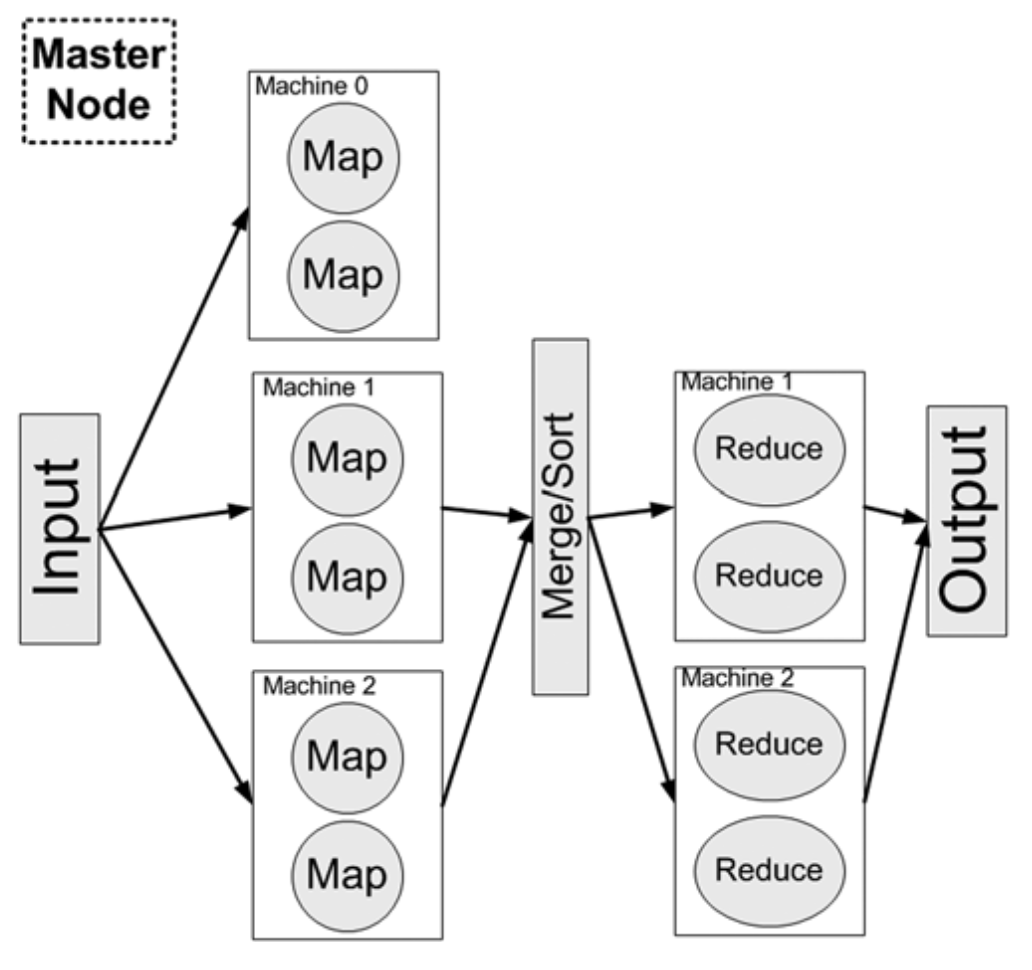 Master
Node
Machine 0
Map
Map
Input
Machine 1
Map
Map
Machine 2
Map
Map
Merge/Sort
Machine 1
Reduce
Reduce
Machine 2
Reduce
Reduce
Output